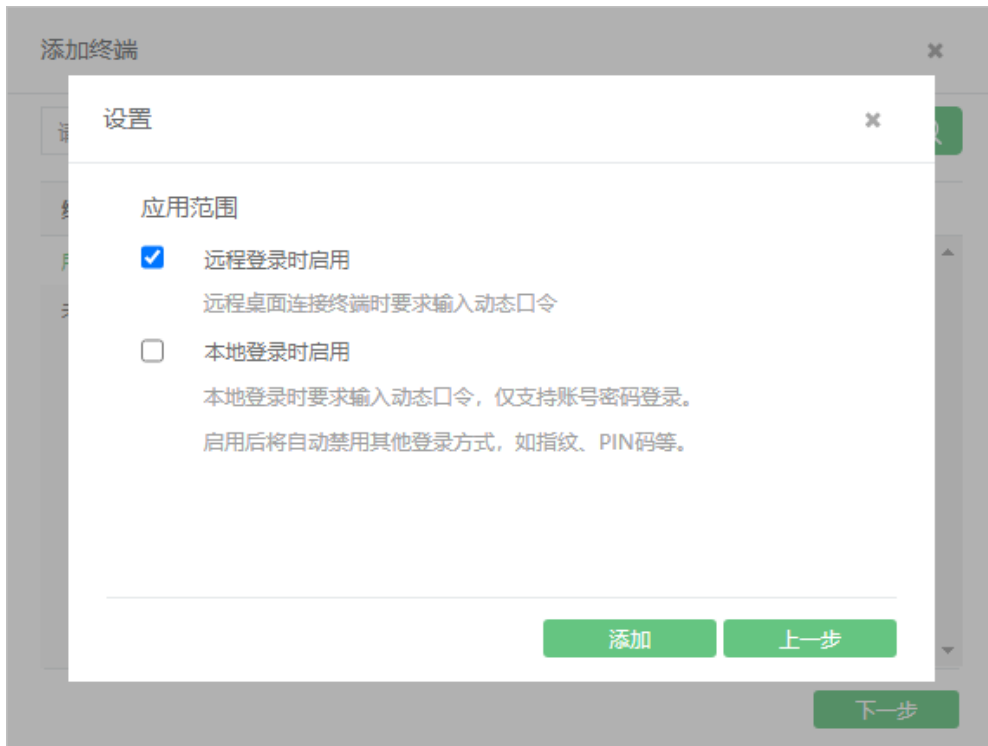 添加终端
设置
应用范围
远程登录时启用
远程桌面连接终端时要求输入动态口令
本地登录时启用
本地登录时要求输入动态口令，仅支持账号密码登录。
启用后将自动禁用其他登录方式，如指纹、PIN码等。
添加
上一步
下一步